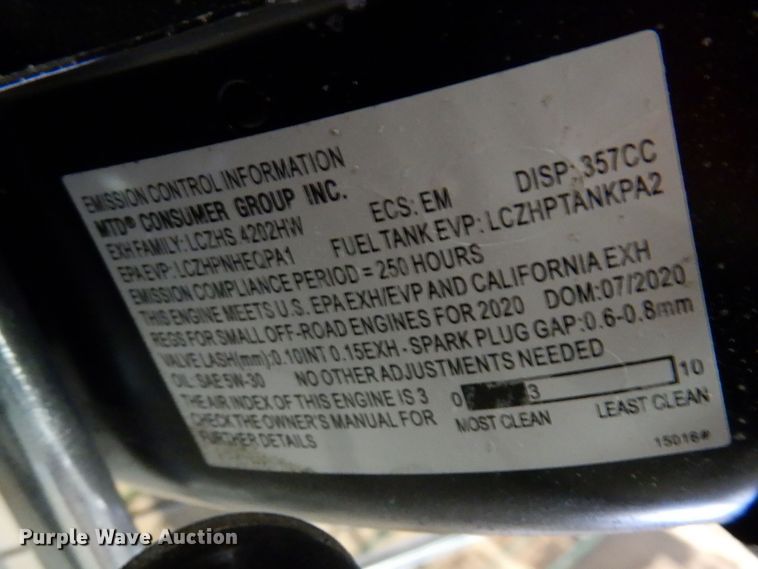 EMISSION CONTROL INFORMATION
MTD® CONSUMER GROUP INC. ECS: EM DISP: 357CC
EXH FAMILY: LCZHS.4202HW FUEL TANK EVP: LCZHPTANKPA2
EPA EVP: LCZHPNHEQPA1
EMISSION COMPLIANCE PERIOD = 250 HOURS
THIS ENGINE MEETS U.S. EPA EXH/EVP AND CALIFORNIA EXH
REGS FOR SMALL OFF-ROAD ENGINES FOR 2020 DOM:07/2020
VALVE LASH(mm):0.10INT 0.15EXH - SPARK PLUG GAP:0.6-0.8mm
OIL: SAE 5W-30 NO OTHER ADJUSTMENTS NEEDED
THE AIR INDEX OF THIS ENGINE IS 3 0 3 10
CHECK THE OWNER'S MANUAL FOR MOST CLEAN LEAST CLEAN
FURTHER DETAILS
15016#
Purple Wave Auction